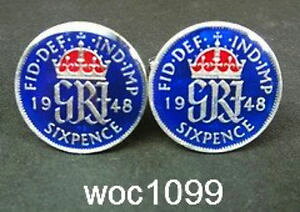 FID·DEF· ·IND·IMP
19 GRI 48
SIXPENCE
FID·DEF· ·IND·IMP
19 GRI 48
SIXPENCE
woc1099